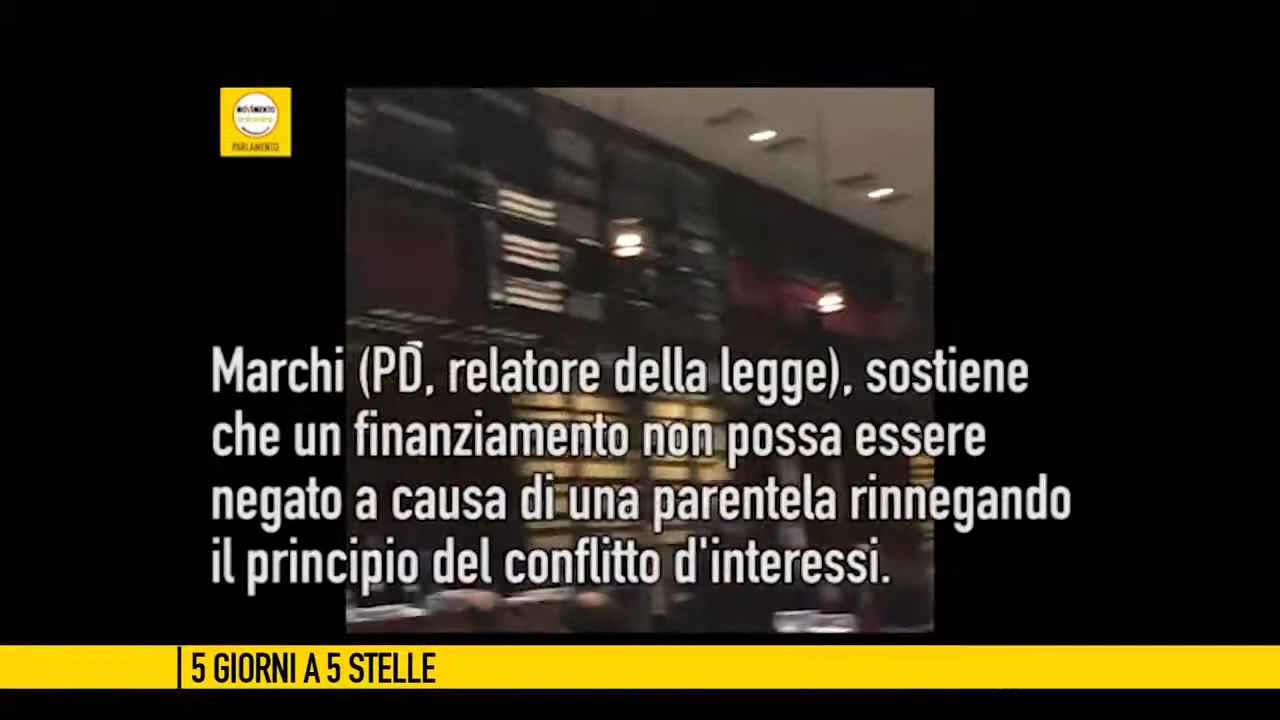 MOVIMENTO
PARLAMENTO
Marchi (PD, relatore della legge), sostiene
che un finanziamento non possa essere
negato a causa di una parentela rinnegando
il principio del conflitto d'interessi.
5 GIORNI A 5 STELLE